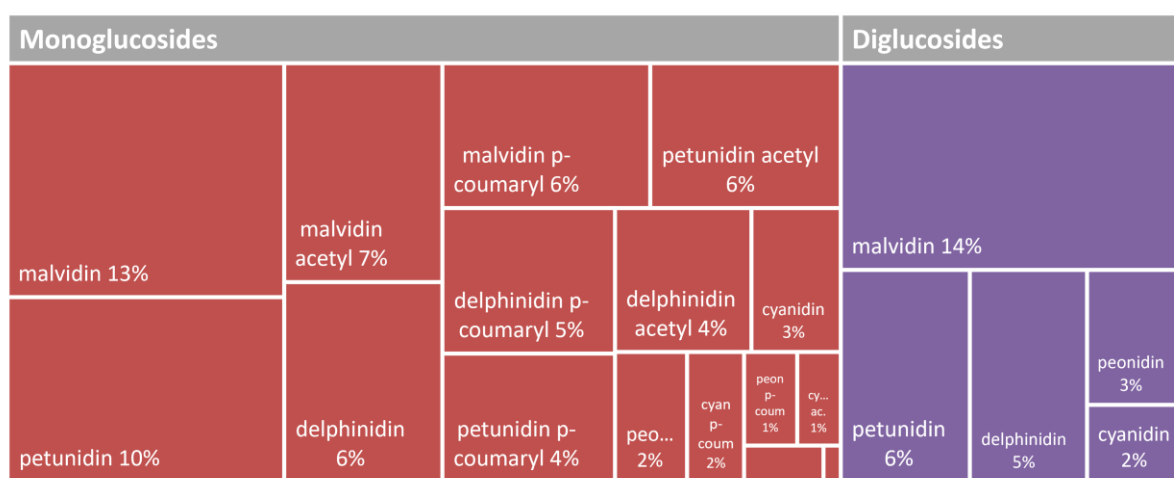 Monoglucosides
Diglucosides
malvidin 13%
petunidin 10%
malvidin
acetyl 7%
delphinidin
6%
malvidin p-
coumaryl 6%
petunidin acetyl
6%
delphinidin p-
coumaryl 5%
delphinidin
acetyl 4%
cyanidin
3%
petunidin p-
coumaryl 4%
peo...
2%
cyan
p-
coum
2%
peon
p-
coum
1%
cy...
ac.
1%
malvidin 14%
petunidin
6%
delphinidin
5%
peonidin
3%
cyanidin
2%